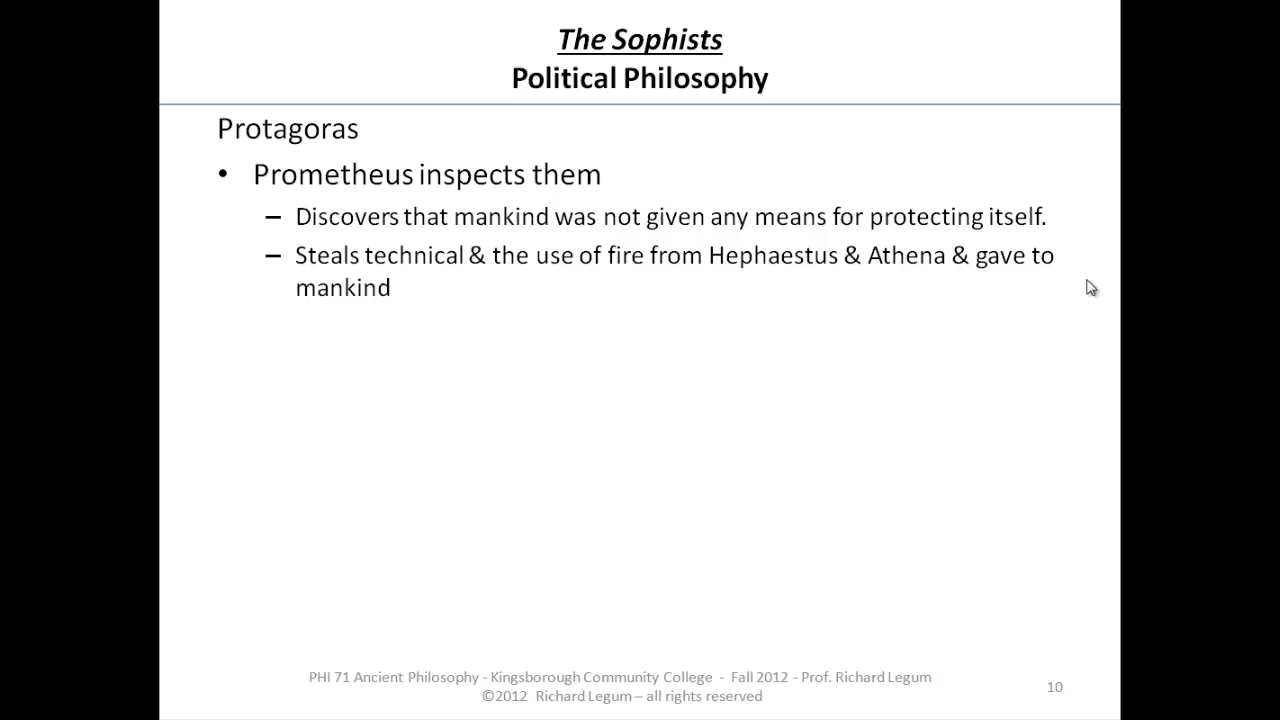 The Sophists
Political Philosophy
Protagoras
• Prometheus inspects them
– Discovers that mankind was not given any means for protecting itself.
– Steals technical & the use of fire from Hephaestus & Athena & gave to
mankind
PHI 71 Ancient Philosophy - Kingsborough Community College - Fall 2012 - Prof. Richard Legum
©2012 Richard Legum – all rights reserved
10